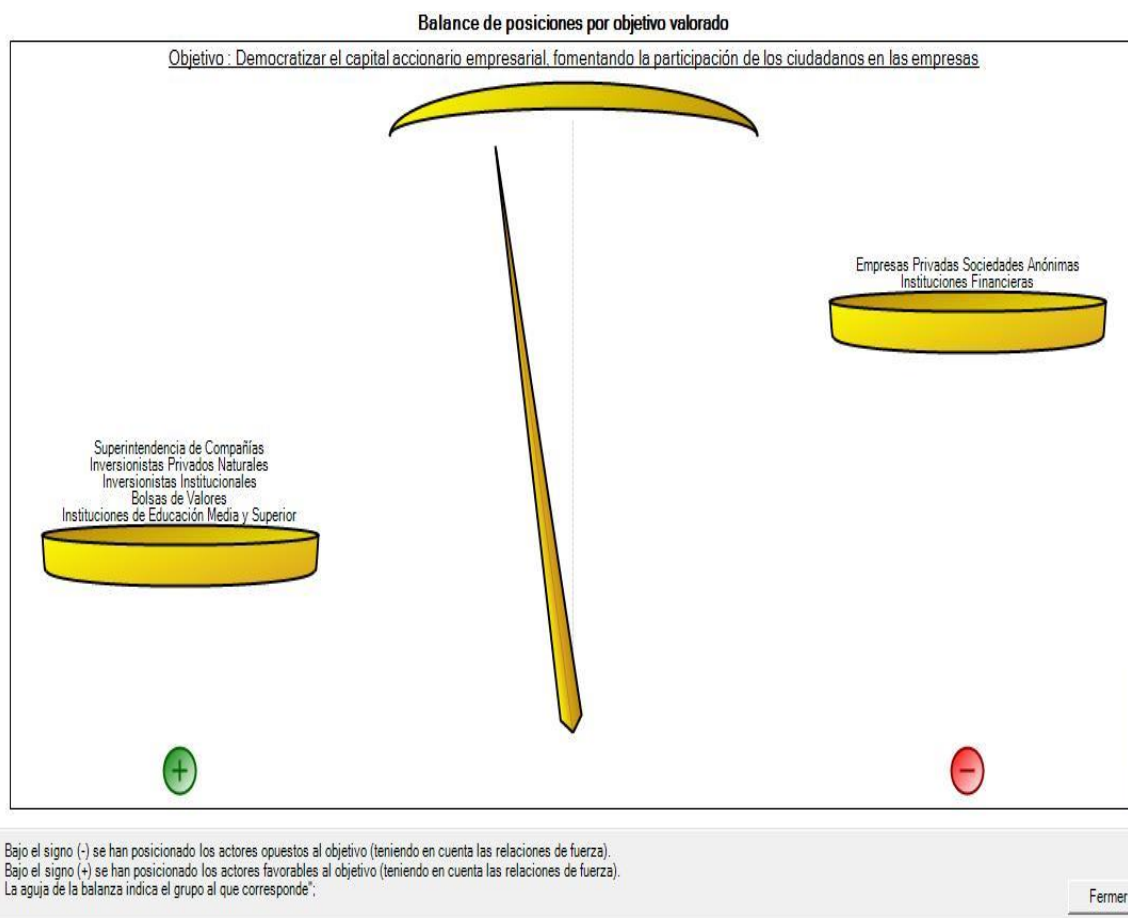 Balance de posiciones por objetivo valorado
Objetivo : Democratizar el capital accionario empresarial, fomentando la participación de los ciudadanos en las empresas
Empresas Privadas Sociedades Anónimas
Instituciones Financieras
Superintendencia de Compañías
Inversionistas Privados Naturales
Inversionistas Institucionales
Bolsas de Valores
Instituciones de Educación Media y Superior
+
−
Bajo el signo (-) se han posicionado los actores opuestos al objetivo (teniendo en cuenta las relaciones de fuerza).
Bajo el signo (+) se han posicionado los actores favorables al objetivo (teniendo en cuenta las relaciones de fuerza).
La aguja de la balanza indica el grupo al que corresponde";
Fermer